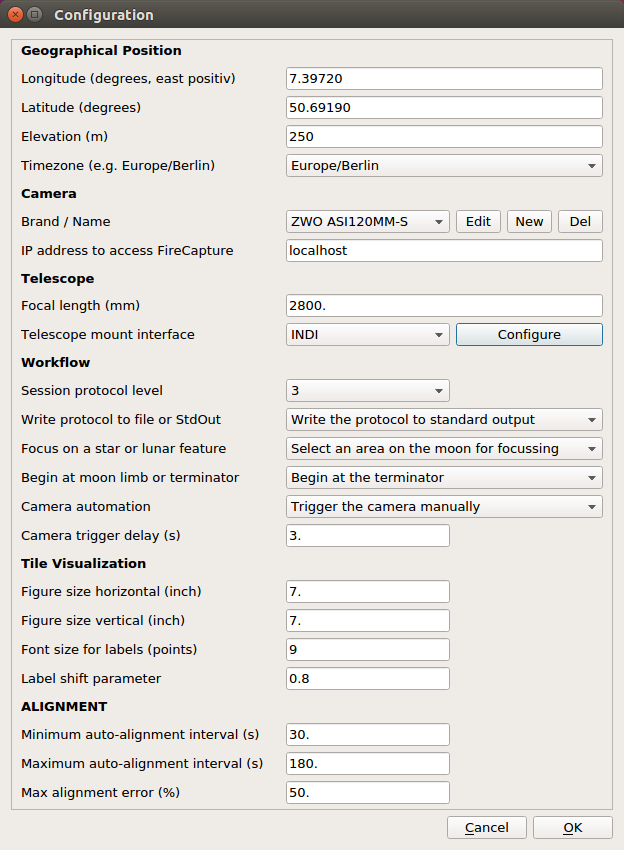 Configuration
Geographical Position
Longitude (degrees, east positiv) 7.39720
Latitude (degrees) 50.69190
Elevation (m) 250
Timezone (e.g. Europe/Berlin) Europe/Berlin
Camera
Brand / Name ZWO ASI120MM-S Edit New Del
IP address to access FireCapture localhost
Telescope
Focal length (mm) 2800.
Telescope mount interface INDI Configure
Workflow
Session protocol level 3
Write protocol to file or StdOut Write the protocol to standard output
Focus on a star or lunar feature Select an area on the moon for focussing
Begin at moon limb or terminator Begin at the terminator
Camera automation Trigger the camera manually
Camera trigger delay (s) 3.
Tile Visualization
Figure size horizontal (inch) 7.
Figure size vertical (inch) 7.
Font size for labels (points) 9
Label shift parameter 0.8
ALIGNMENT
Minimum auto-alignment interval (s) 30.
Maximum auto-alignment interval (s) 180.
Max alignment error (%) 50.
Cancel OK